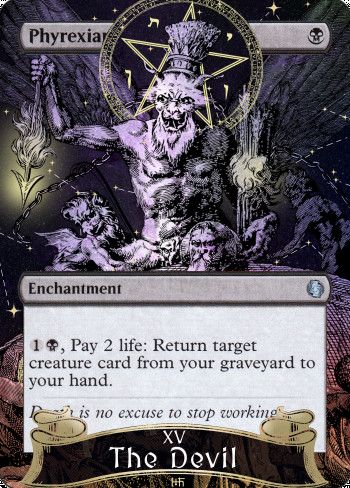 Phyrexian
Enchantment
1 , Pay 2 life: Return target
creature card from your graveyard to
your hand.
is no excuse to stop working
XV
The Devil